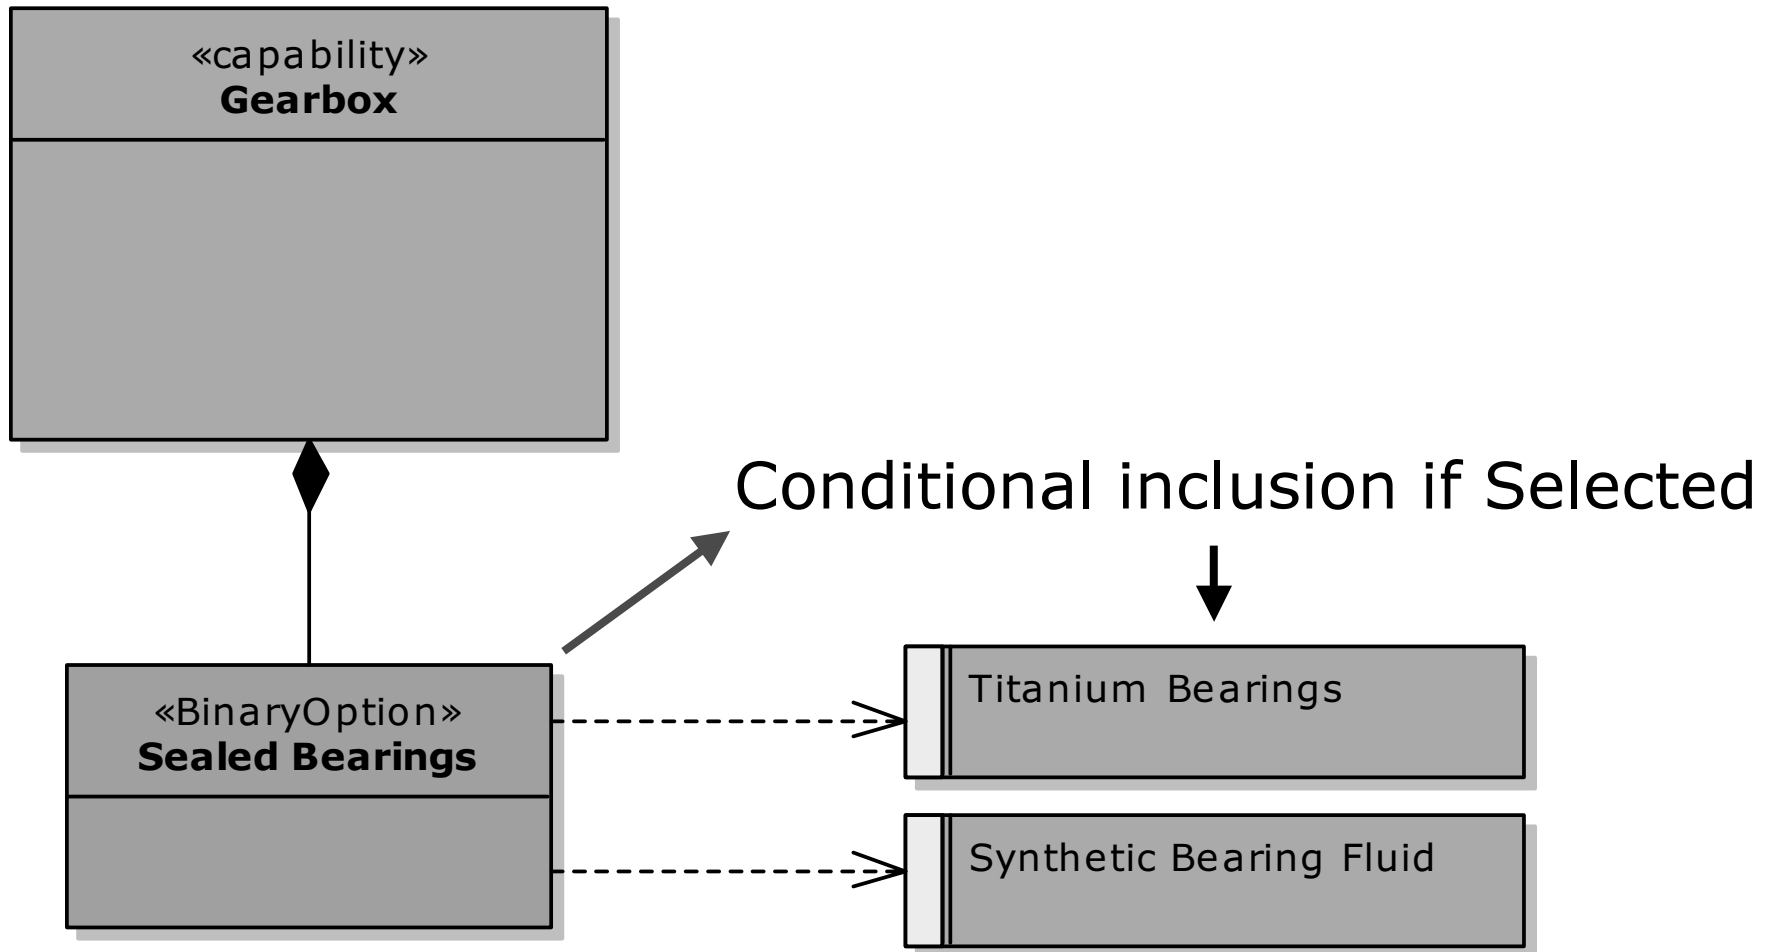 «capability»
Gearbox
Conditional inclusion if Selected
«BinaryOption»
Sealed Bearings
Titanium Bearings
Synthetic Bearing Fluid